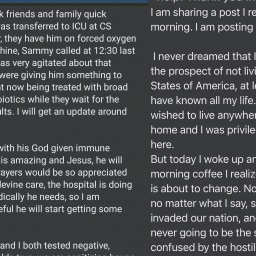 k friends and family quick
as transferred to ICU at CS
, they have him on forced oxygen
hine, Sammy called at 12:30 last
was very agitated about that
were giving him something to
t now being treated with broad
iotics while they wait for the
ults. I will get an update around
with his God given immune
is amazing and Jesus, he will
rayers would be so appreciated
devine care, the hospital is doing
dically he needs, so I am
eful he will start getting some
and I both tested negative,
I am sharing a post I re
morning. I am posting
I never dreamed that I
the prospect of not livi
States of America, at l
have known all my life.
wished to live anywher
home and I was privile
here.
But today I woke up an
morning coffee I realiz
is about to change. No
no matter what I say, s
invaded our nation, an
never going to be the s
confused by the hostil